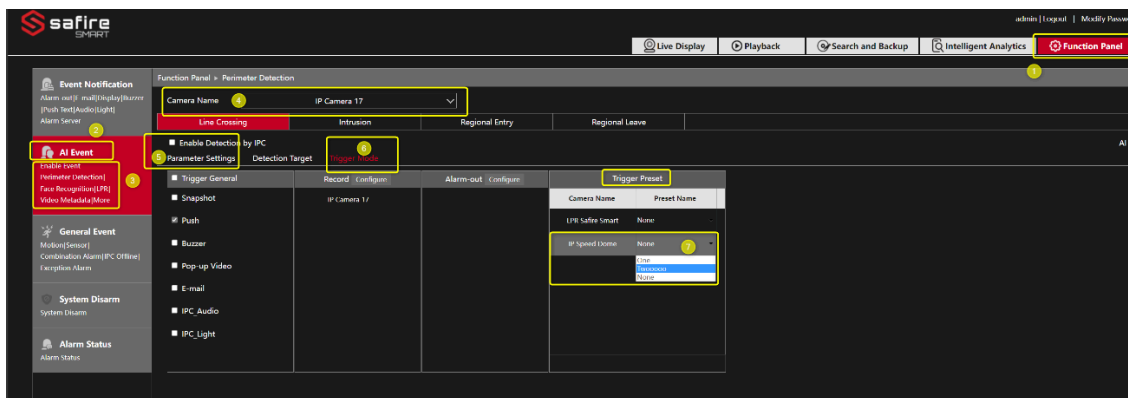 safire
SMART
admin | Logout | Modify Passw
Live Display
Playback
Search and Backup
Intelligent Analytics
Function Panel
1
Event Notification
Alarm-out|E-mail|Display|Buzzer
|Push Text|Audio|Light|
Alarm Server
2
AI Event
Enable Event
Perimeter Detection|
Face Recognition|LPR|
Video Metadata|More
3
General Event
Motion|Sensor|
Combination Alarm|IPC Offline|
Exception Alarm
System Disarm
System Disarm
Alarm Status
Alarm Status
Function Panel » Perimeter Detection
Camera Name 4 IP Camera 17
Line Crossing Intrusion Regional Entry Regional Leave
Enable Detection by IPC
AI
5 Parameter Settings Detection Target 6 Trigger Mode
Trigger General
Snapshot
Push
Buzzer
Pop-up Video
E-mail
IPC_Audio
IPC_Light
Record Configure
IP Camera 17
Alarm-out Configure
Trigger Preset
Camera Name Preset Name
LPR Safire Smart None
IP Speed Dome None 7
One
None